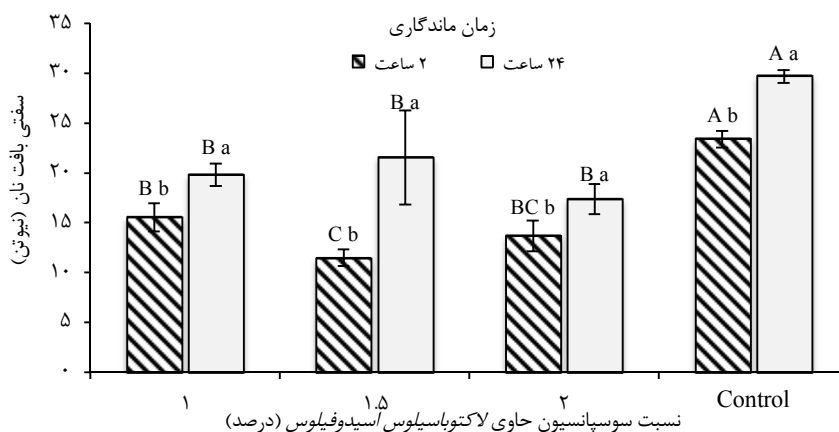 زمان ماندگاری
۲ ساعت ۲۴ ساعت
سفتی بافت نان (نیوتن)
۳۵
۳۰
۲۵
۲۰
۱۵
۱۰
۵
۰
B b B a C b B a BC b B a A b A a
۱ ۱.۵ ۲ Control
نسبت سوسپانسیون حاوی لاکتوباسیلوس اسیدوفیلوس (درصد)